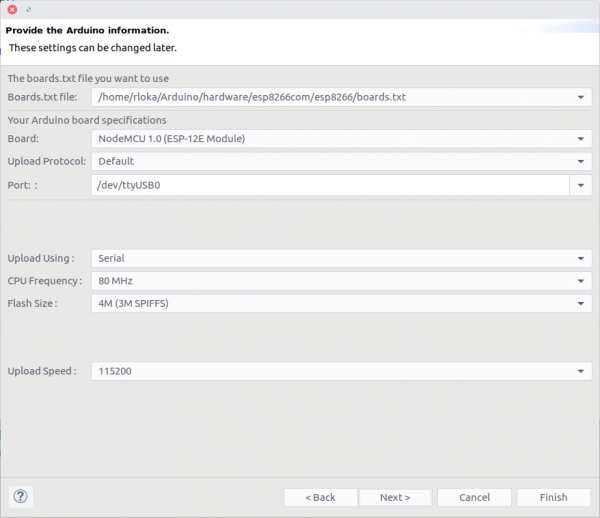 Provide the Arduino information.
These settings can be changed later.
The boards.txt file you want to use
Boards.txt file: /home/rloka/Arduino/hardware/esp8266com/esp8266/boards.txt
Your Arduino board specifications
Board: NodeMCU 1.0 (ESP-12E Module)
Upload Protocol: Default
Port: : /dev/ttyUSB0
Upload Using : Serial
CPU Frequency : 80 MHz
Flash Size : 4M (3M SPIFFS)
Upload Speed : 115200
? < Back Next > Cancel Finish